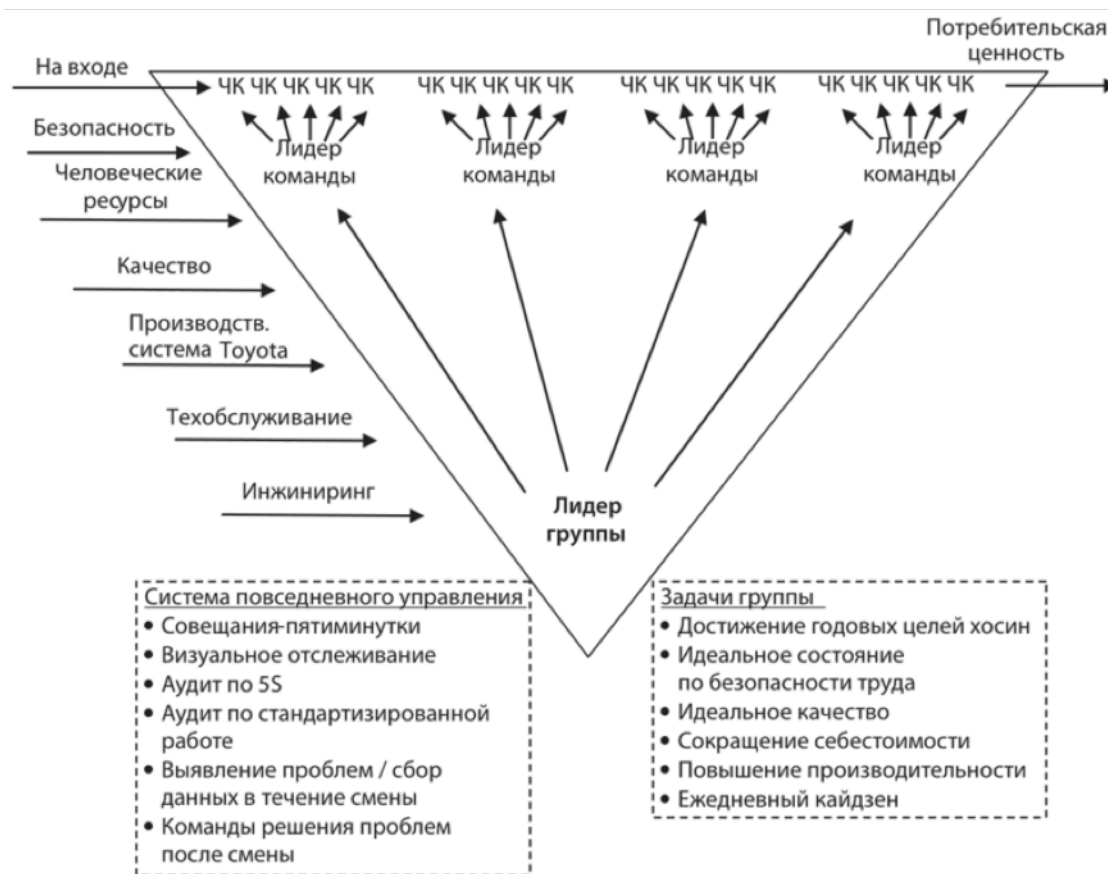 Потребительская
ценность
На входе
ЧК ЧК ЧК ЧК ЧК
ЧК ЧК ЧК ЧК ЧК
ЧК ЧК ЧК ЧК ЧК
ЧК ЧК ЧК ЧК ЧК
Безопасность
Человеческие
ресурсы
Качество
Производств.
система Toyota
Техобслуживание
Инжиниринг
Лидер
команды
Лидер
команды
Лидер
команды
Лидер
команды
Лидер
группы
Система повседневного управления
• Совещания-пятиминутки
• Визуальное отслеживание
• Аудит по 5S
• Аудит по стандартизированной
работе
• Выявление проблем / сбор
данных в течение смены
• Команды решения проблем
после смены
Задачи группы
• Достижение годовых целей хосин
• Идеальное состояние
по безопасности труда
• Идеальное качество
• Сокращение себестоимости
• Повышение производительности
• Ежедневный кайдзен